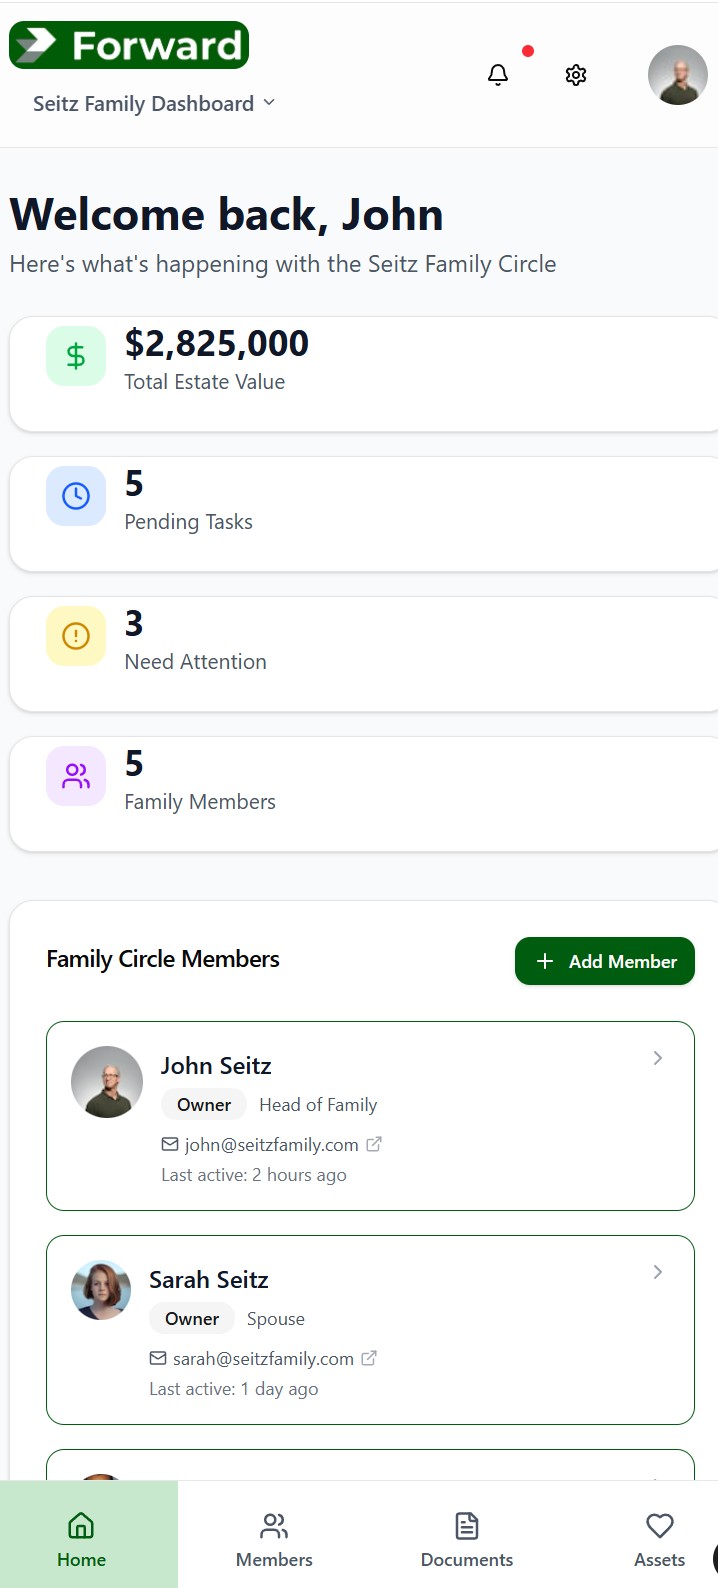 Forward
Seitz Family Dashboard
Welcome back, John
Here's what's happening with the Seitz Family Circle
$2,825,000
Total Estate Value
5
Pending Tasks
3
Need Attention
5
Family Members
Family Circle Members
Add Member
John Seitz
Owner Head of Family
john@seitzfamily.com
Last active: 2 hours ago
Sarah Seitz
Owner Spouse
sarah@seitzfamily.com
Last active: 1 day ago
Home Members Documents Assets